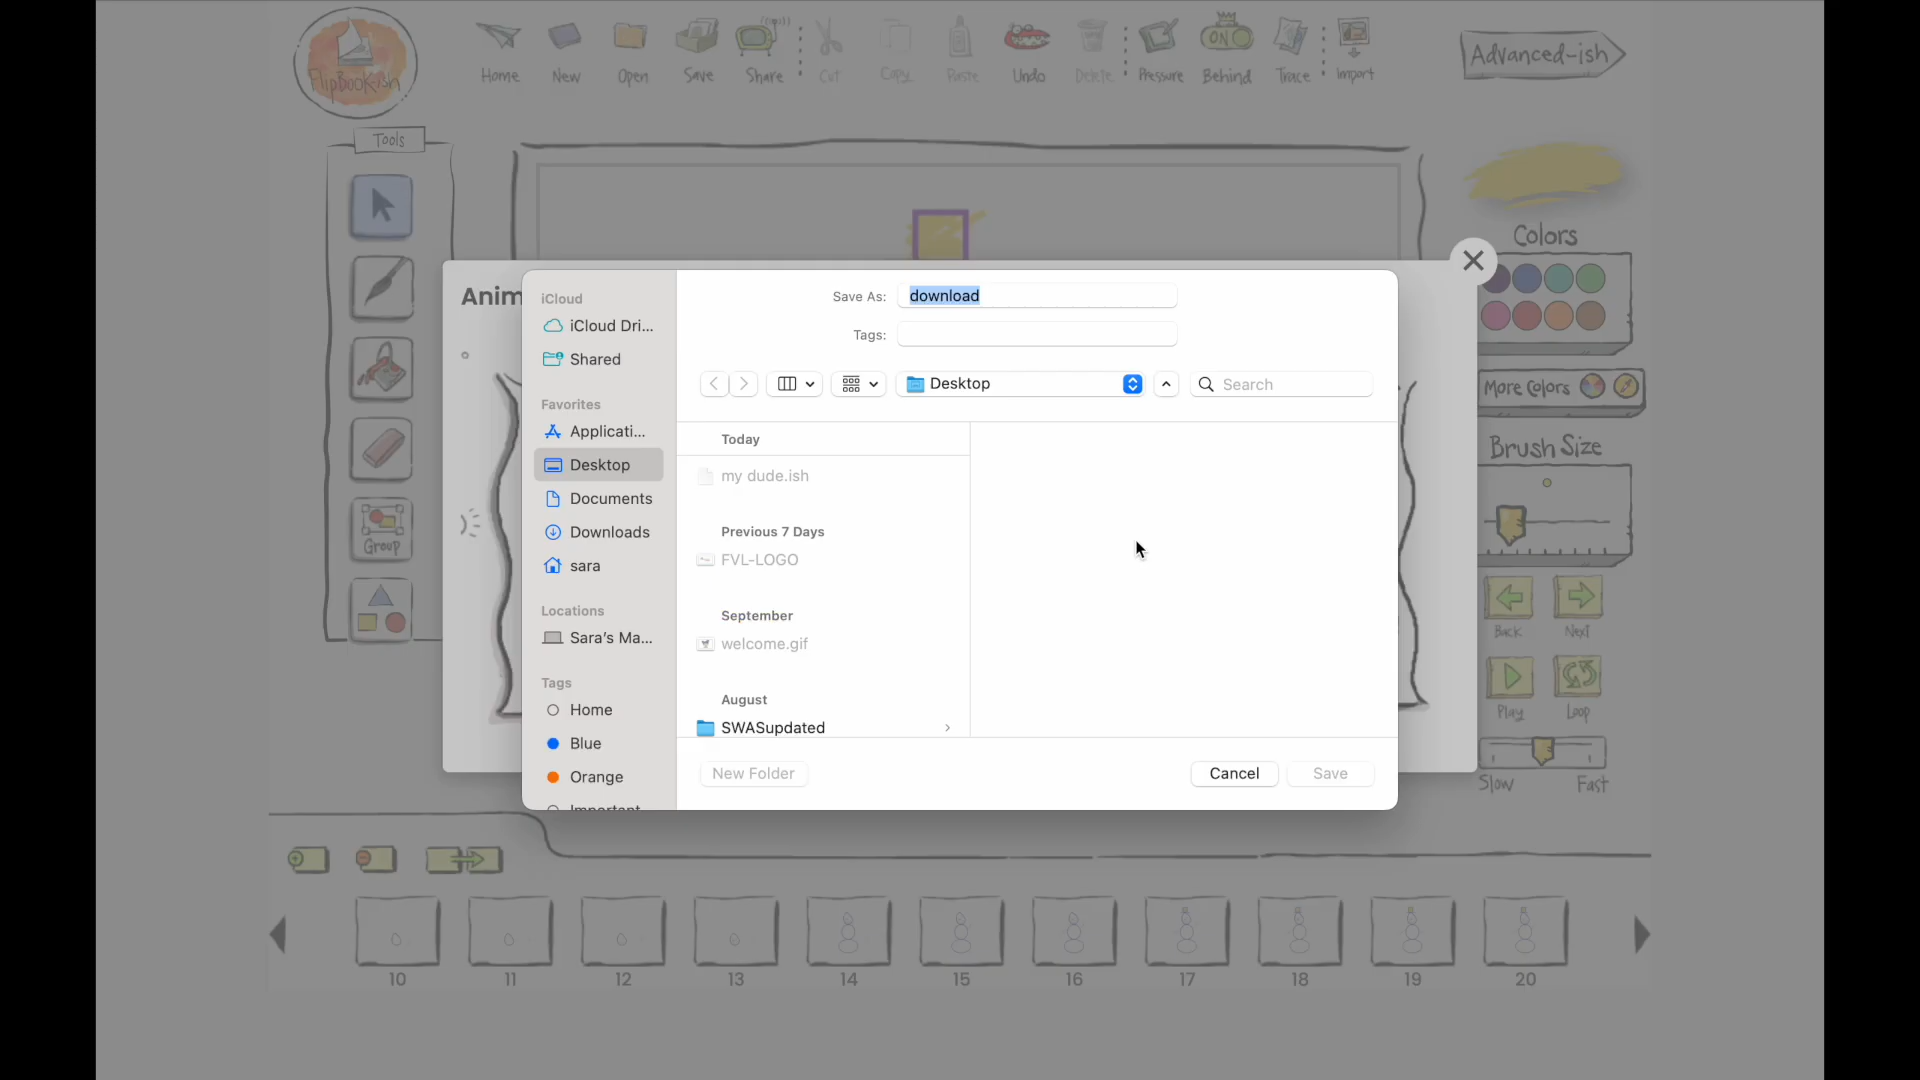 FlipBook-ish
Home
New
Open
Save
Share
Cut
Copy
Paste
Undo
Delete
Pressure
ON
Behind
Trace
Import
Advanced-ish
Tools
Group
Anim
Colors
More Colors
Brush Size
Back
Next
Play
Loop
Slow
Fast
iCloud
iCloud Dri...
Shared
Favorites
Applicati...
Desktop
Documents
Downloads
sara
Locations
Sara's Ma...
Tags
Home
Blue
Orange
Important
Save As: download
Tags:
Desktop
Search
Today
my dude.ish
Previous 7 Days
FVL-LOGO
September
welcome.gif
August
SWASupdated
New Folder
Cancel
Save
10 11 12 13 14 15 16 17 18 19 20